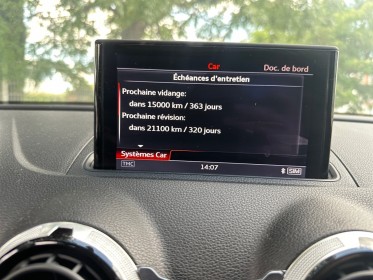 Car
Doc. de bord
Échéances d'entretien
Prochaine vidange:
dans 15000 km / 363 jours
Prochaine révision:
dans 21100 km / 320 jours
Systèmes Car
TMC
14:07
SIM